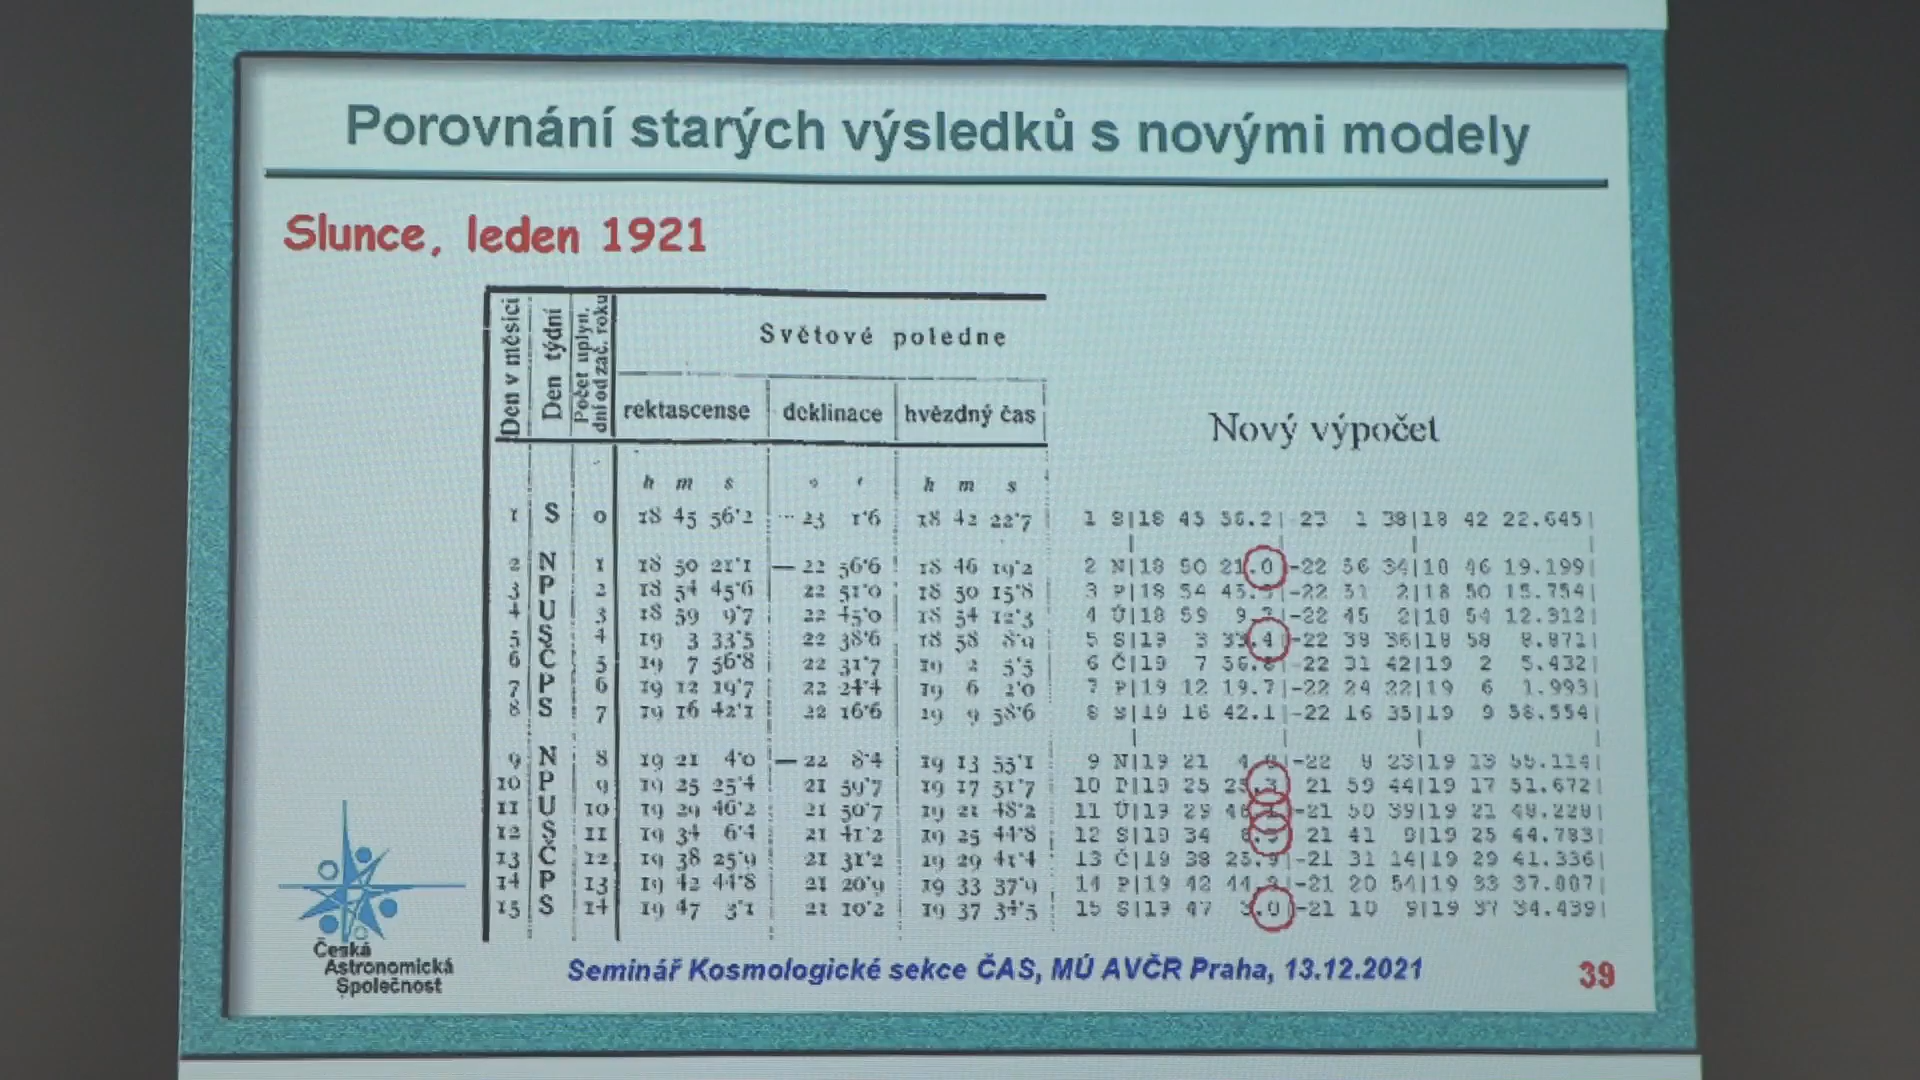 Porovnání starých výsledků s novými modely
Slunce, leden 1921
Den v měsíci
Den týdní
Počet uplyn. dní od zač. roku
Světové poledne
rektascense deklinace hvězdný čas
Nový výpočet
h m s ° ′ h m s
1 S 0 18 45 56·2 23 1·6 18 42 22·7 1 S|18 45 56.2| 23 1 38|18 42 22.645|
2 N 1 18 50 21·1 — 22 56·6 18 46 19·2 2 N|18 50 21.0 -22 56 34|18 46 19.199|
3 P 2 18 54 45·6 22 51·0 18 50 15·8 3 P|18 54 45. -22 51 2|18 50 15.754|
4 U 3 18 59 9·7 22 45·0 18 54 12·3 4 Ú|18 59 9. -22 45 2|18 54 12.312|
5 S 4 19 3 33·5 22 38·6 18 58 8·9 5 S|19 3 33.4 -22 38 36|18 58 8.871|
6 Č 5 19 7 56·8 22 31·7 19 2 5·5 6 Č|19 7 56. -22 31 42|19 2 5.432|
7 P 6 19 12 19·7 22 24·4 19 6 2·0 7 P|19 12 19.7|-22 24 22|19 6 1.993|
8 S 7 19 16 42·1 22 16·6 19 9 58·6 8 S|19 16 42.1|-22 16 35|19 9 58.554|
9 N 8 19 21 4·0 — 22 8·4 19 13 55·1 9 N|19 21 4. -22 8 23|19 13 55.114|
10 P 9 19 25 25·4 21 59·7 19 17 51·7 10 P|19 25 25.3 21 59 44|19 17 51.672|
11 U 10 19 29 46·2 21 50·7 19 21 48·2 11 Ú|19 29 46. -21 50 39|19 21 48.228|
12 S 11 19 34 6·4 21 41·2 19 25 44·8 12 S|19 34 21 41 9|19 25 44.783|
13 Č 12 19 38 25·9 21 31·2 19 29 41·4 13 Č|19 38 25.9|-21 31 14|19 29 41.336|
14 P 13 19 42 44·8 21 20·9 19 33 37·9 14 P|19 42 44. -21 20 54|19 33 37.887|
15 S 14 19 47 3·1 21 10·2 19 37 34·5 15 S|19 47 3.0 -21 10 9|19 37 34.439|
Česká
Astronomická
Společnost
Seminář Kosmologické sekce ČAS, MÚ AVČR Praha, 13.12.2021
39